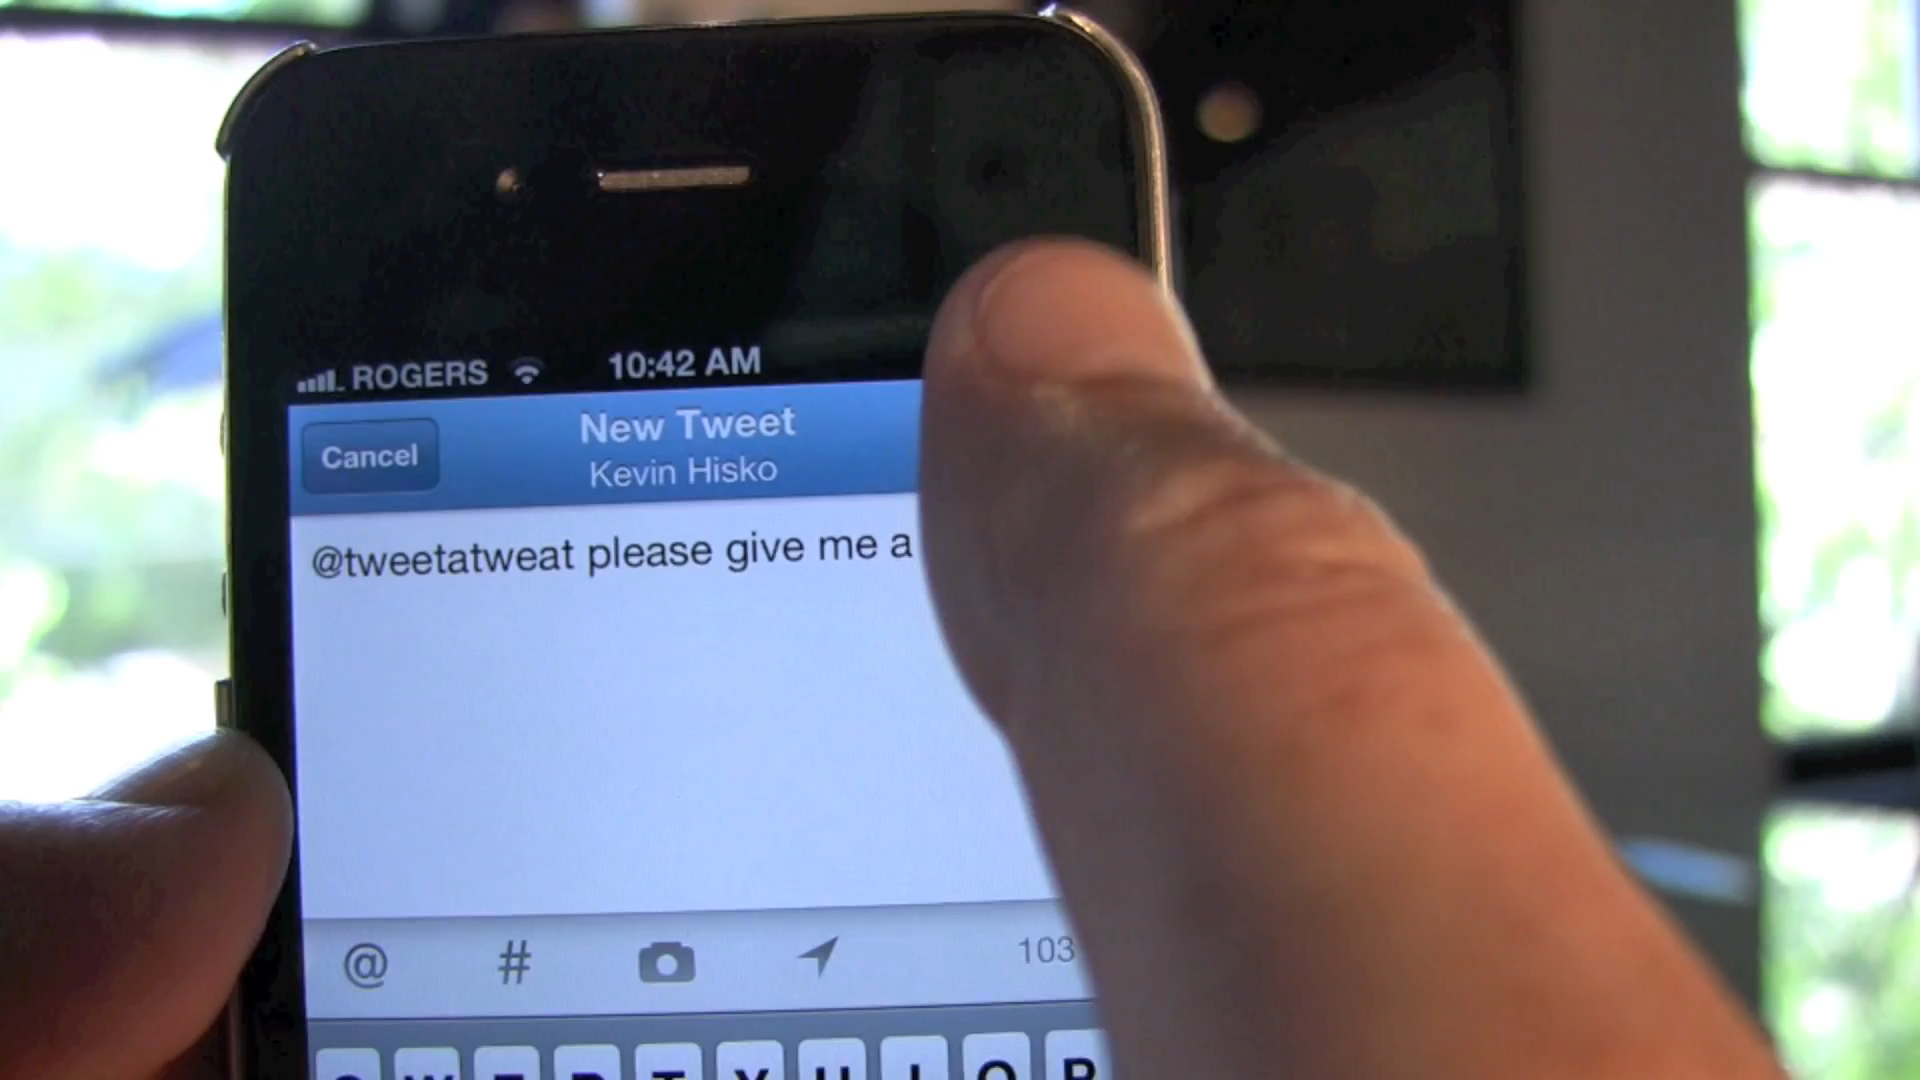 ROGERS 10:42 AM
Cancel
New Tweet
Kevin Hisko
@tweetatweat please give me a
@ # 103
Q W E R T Y U I O P